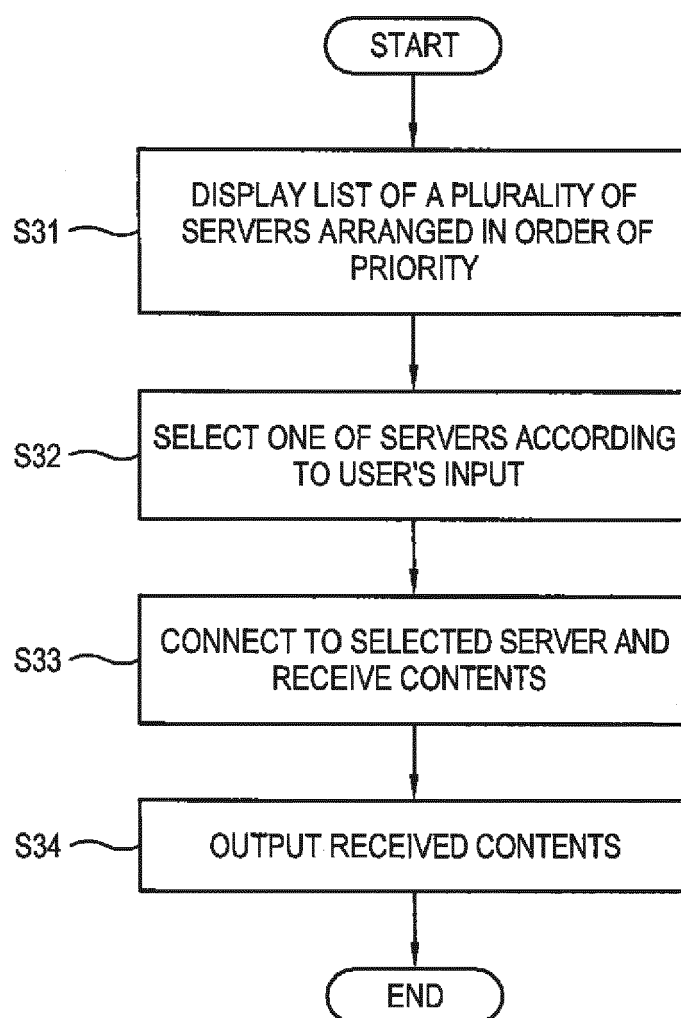 START
S31
DISPLAY LIST OF A PLURALITY OF
SERVERS ARRANGED IN ORDER OF
PRIORITY
S32
SELECT ONE OF SERVERS ACCORDING
TO USER'S INPUT
S33
CONNECT TO SELECTED SERVER AND
RECEIVE CONTENTS
S34
OUTPUT RECEIVED CONTENTS
END